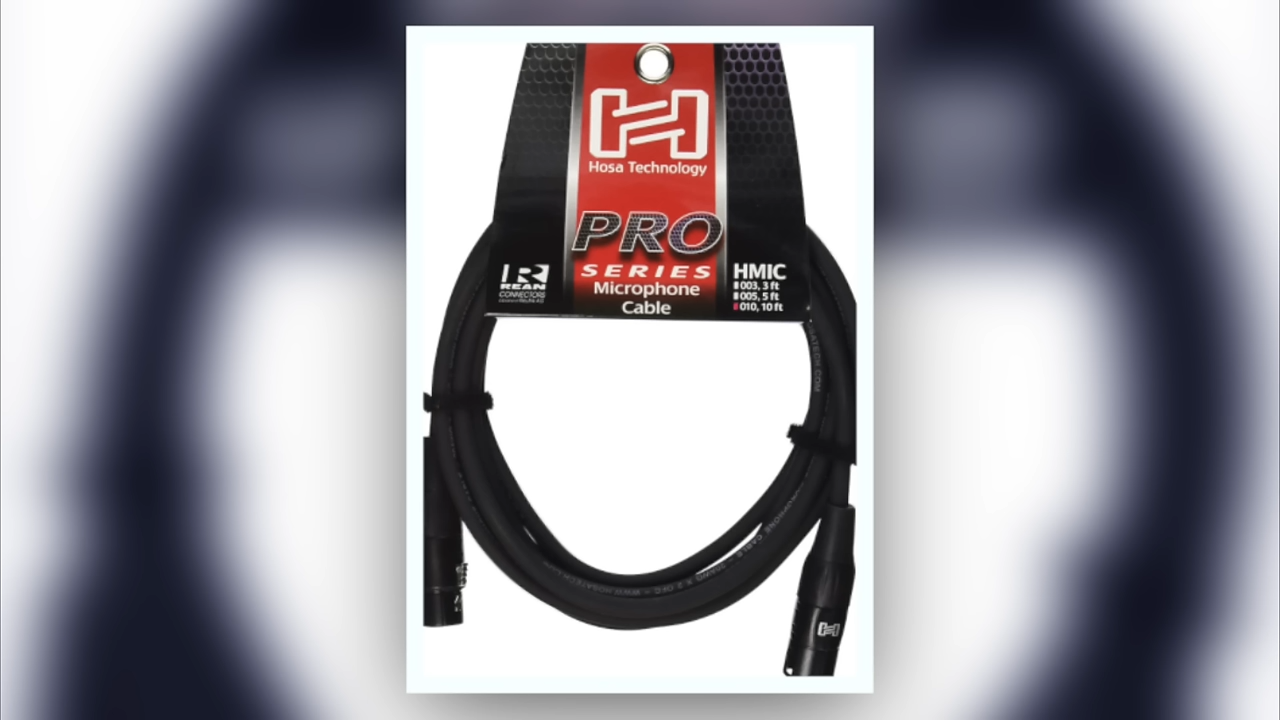 Hosa Technology
PRO
SERIES
Microphone
Cable
REAN
CONNECTORS
HMIC
003, 3 ft
005, 5 ft
010, 10 ft